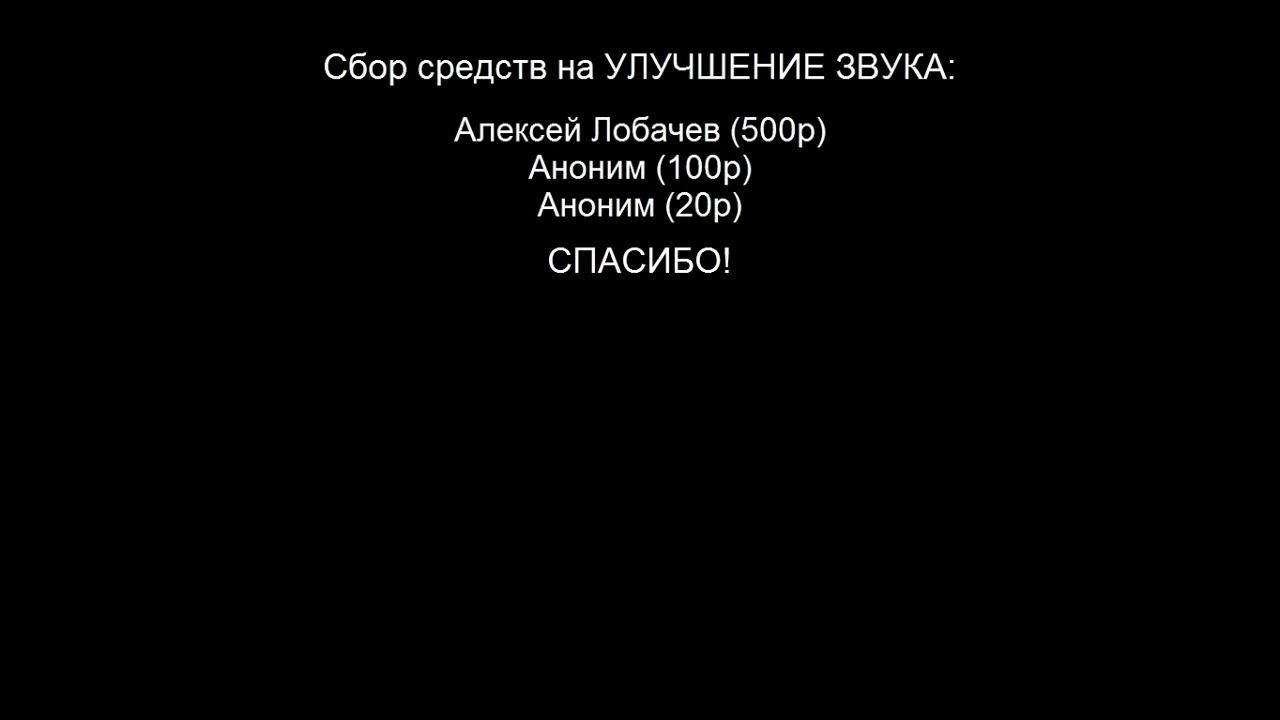 Сбор средств на УЛУЧШЕНИЕ ЗВУКА:
Алексей Лобачев (500р)
Аноним (100р)
Аноним (20р)
СПАСИБО!